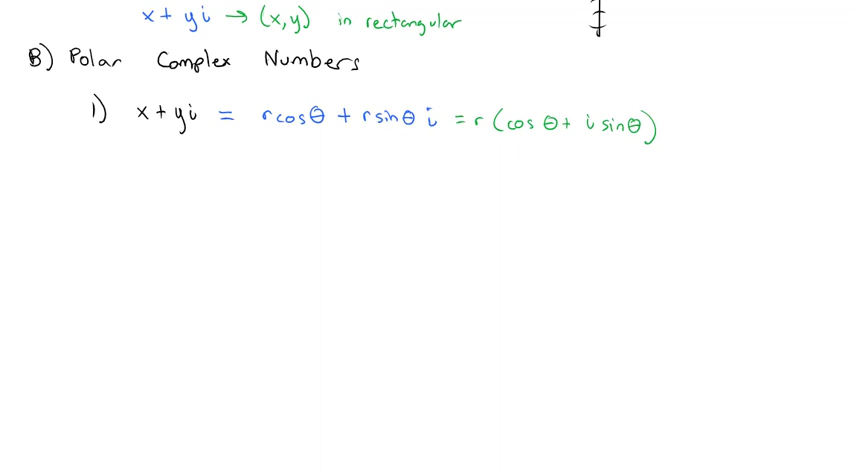 x + yi → (x,y) in rectangular
B) Polar Complex Numbers
1) x + yi = r cos θ + r sin θ i = r (cos θ + i sin θ)